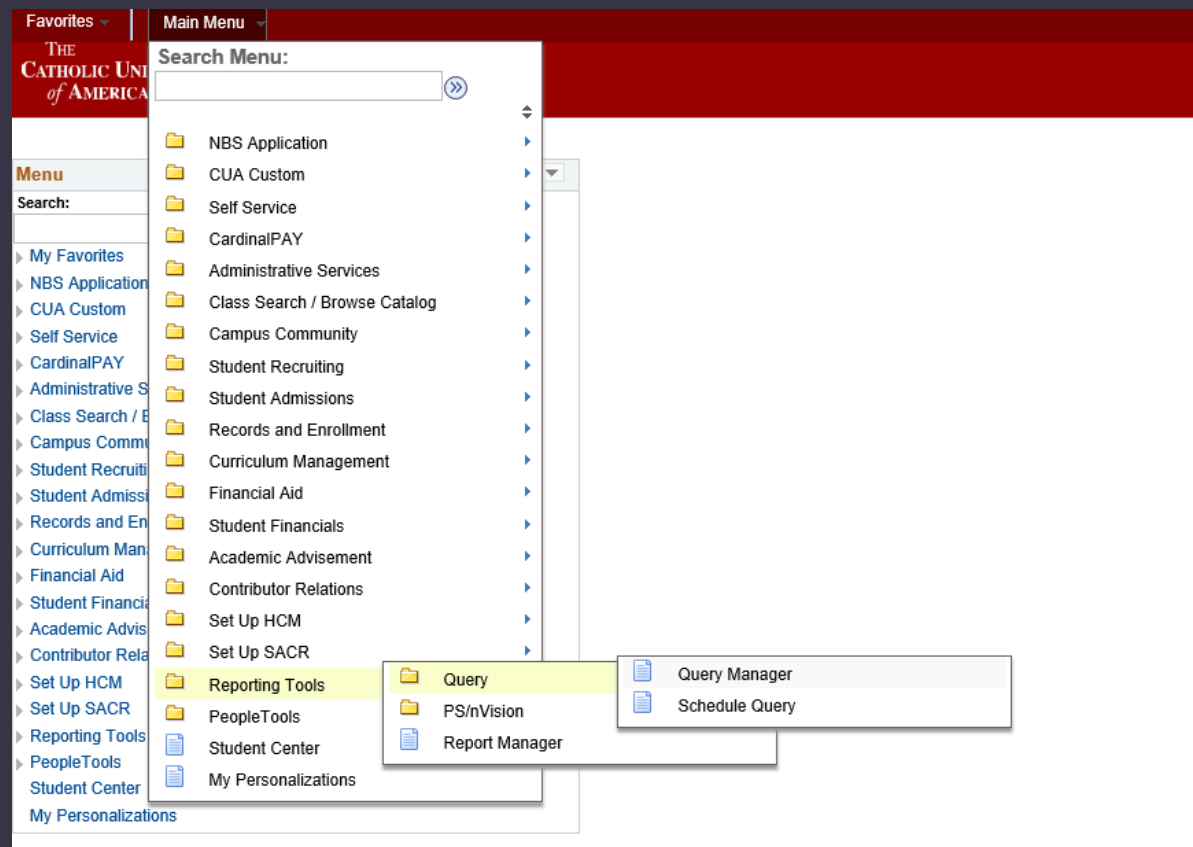 Favorites
Main Menu
THE
CATHOLIC UNI
of AMERICA
Search Menu:
NBS Application
CUA Custom
Self Service
CardinalPAY
Administrative Services
Class Search / Browse Catalog
Campus Community
Student Recruiting
Student Admissions
Records and Enrollment
Curriculum Management
Financial Aid
Student Financials
Academic Advisement
Contributor Relations
Set Up HCM
Set Up SACR
Reporting Tools
PeopleTools
Student Center
My Personalizations
Query
PS/nVision
Report Manager
Query Manager
Schedule Query
Menu
Search:
My Favorites
NBS Application
CUA Custom
Self Service
CardinalPAY
Administrative S
Class Search /
Campus Commu
Student Recruiti
Student Admissi
Records and En
Curriculum Man
Financial Aid
Student Financia
Academic Advis
Contributor Rela
Set Up HCM
Set Up SACR
Reporting Tools
PeopleTools
Student Center
My Personalizations